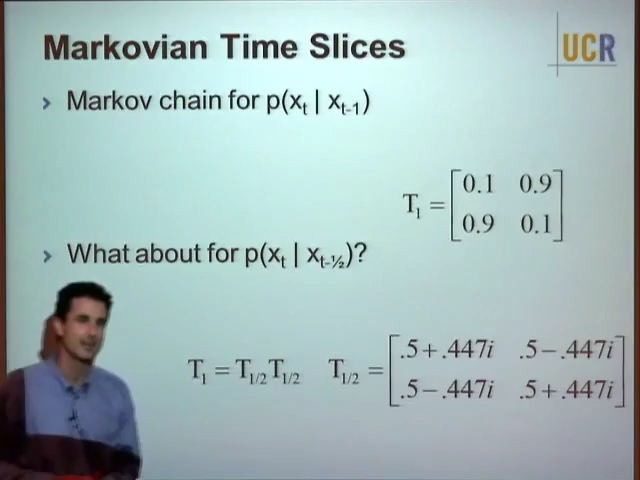 Markovian Time Slices
UCR
› Markov chain for p(xₜ | xₜ₋₁)
T₁ = [0.1 0.9
0.9 0.1]
› What about for p(xₜ | xₜ₋½)?
T₁ = T₁/₂T₁/₂ T₁/₂ = [.5+.447i .5−.447i
.5−.447i .5+.447i]